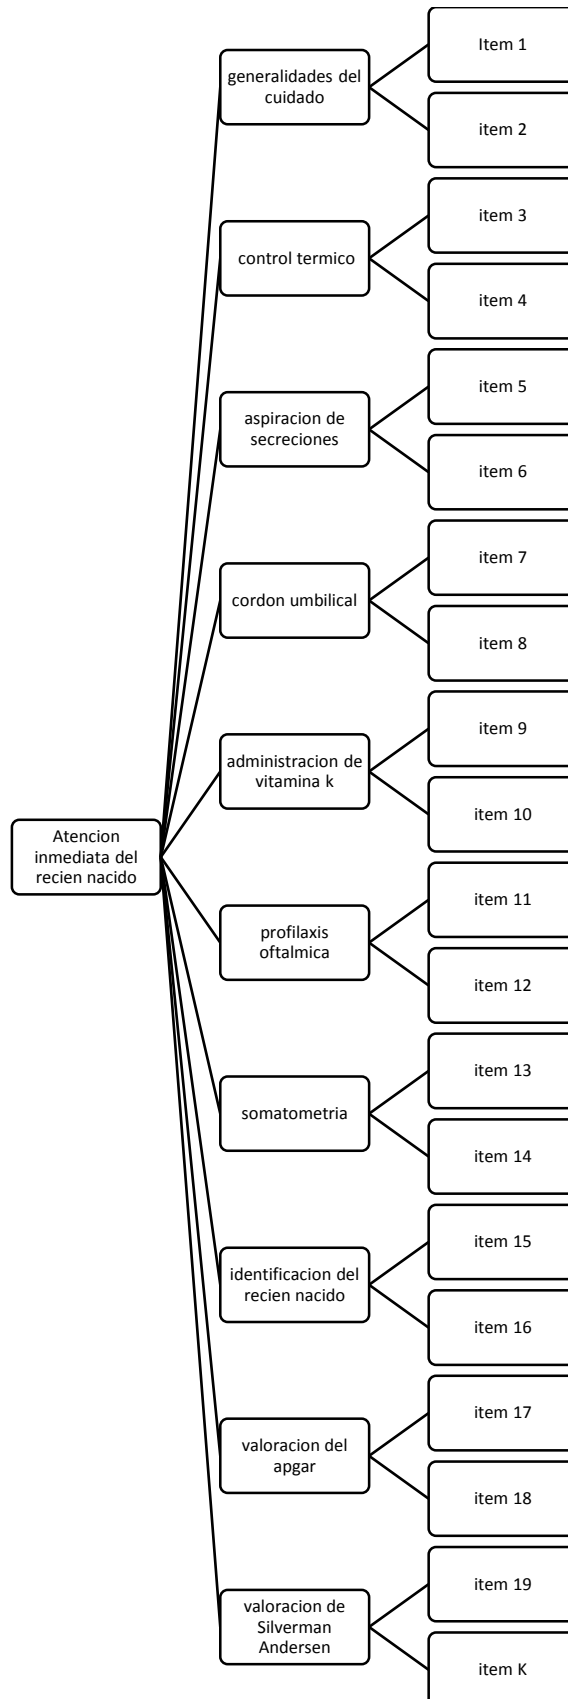 Atencion
inmediata del
recien nacido
generalidades del
cuidado
Item 1
item 2
control termico
item 3
item 4
aspiracion de
secreciones
item 5
item 6
cordon umbilical
item 7
item 8
administracion de
vitamina k
item 9
item 10
profilaxis
oftalmica
item 11
item 12
somatometria
item 13
item 14
identificacion del
recien nacido
item 15
item 16
valoracion del
apgar
item 17
item 18
valoracion de
Silverman
Andersen
item 19
item K